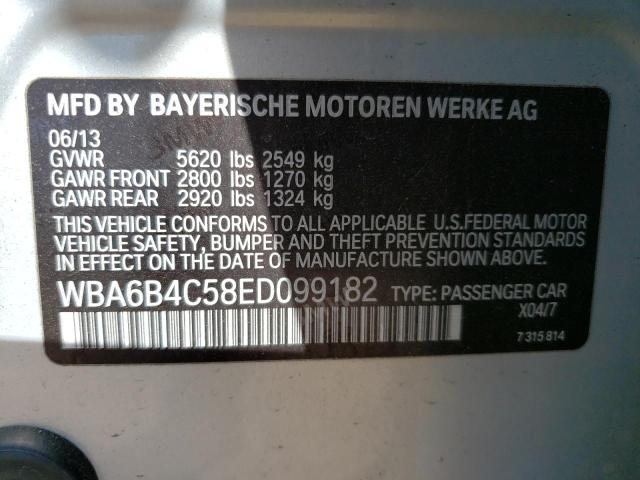 MFD BY BAYERISCHE MOTOREN WERKE AG
06/13
GVWR 5620 lbs 2549 kg
GAWR FRONT 2800 lbs 1270 kg
GAWR REAR 2920 lbs 1324 kg
THIS VEHICLE CONFORMS TO ALL APPLICABLE U.S.FEDERAL MOTOR
VEHICLE SAFETY, BUMPER AND THEFT PREVENTION STANDARDS
IN EFFECT ON THE DATE OF MANUFACTURE SHOWN ABOVE.
WBA6B4C58ED099182 TYPE: PASSENGER CAR
X04/7
7 315 814